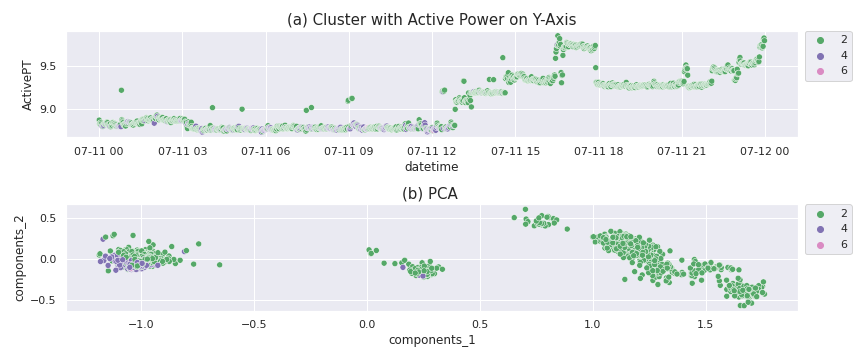 (a) Cluster with Active Power on Y-Axis
2
4
6
ActivePT
9.5
9.0
07-11 00 07-11 03 07-11 06 07-11 09 07-11 12 07-11 15 07-11 18 07-11 21 07-12 00
datetime
(b) PCA
2
4
6
components_2
0.5
0.0
−0.5
−1.0 −0.5 0.0 0.5 1.0 1.5
components_1